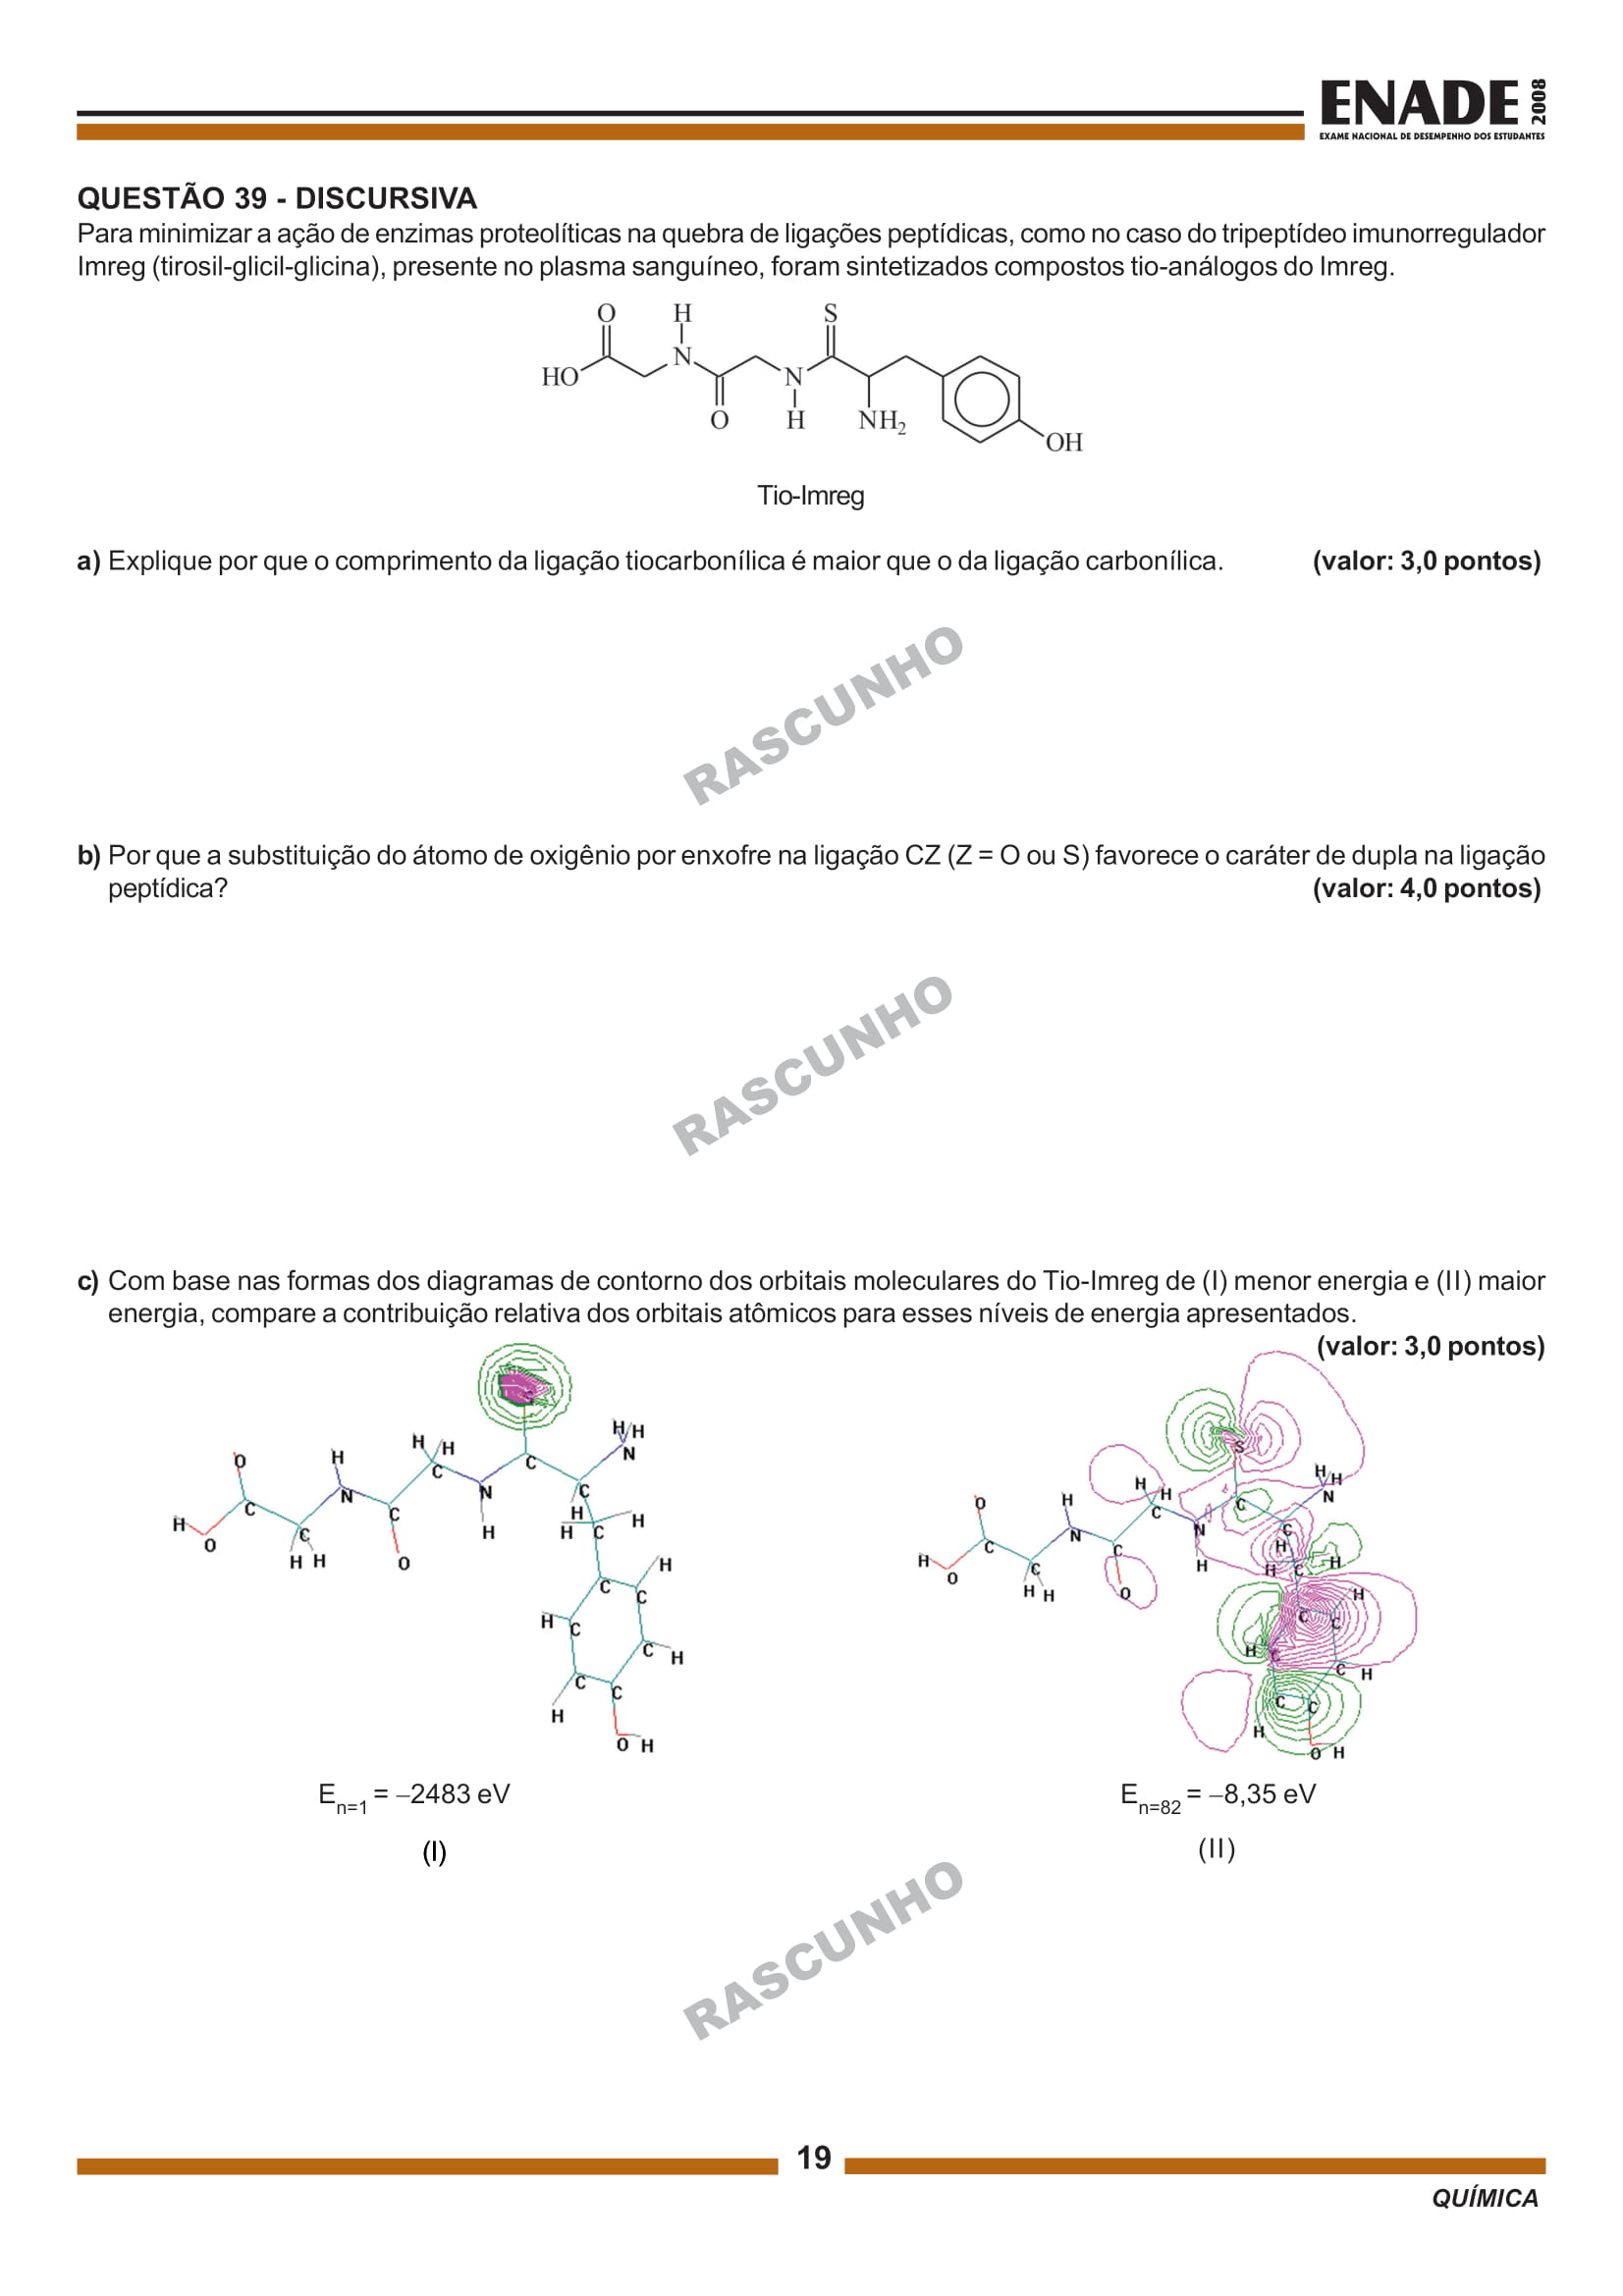 ENADE 2008
EXAME NACIONAL DE DESEMPENHO DOS ESTUDANTES
QUESTÃO 39 - DISCURSIVA
Para minimizar a ação de enzimas proteolíticas na quebra de ligações peptídicas, como no caso do tripeptídeo imunorregulador
Imreg (tirosil-glicil-glicina), presente no plasma sanguíneo, foram sintetizados compostos tio-análogos do Imreg.
O H S
N
HO N
O H NH2
OH
Tio-Imreg
a) Explique por que o comprimento da ligação tiocarbonílica é maior que o da ligação carbonílica. (valor: 3,0 pontos)
RASCUNHO
b) Por que a substituição do átomo de oxigênio por enxofre na ligação CZ (Z = O ou S) favorece o caráter de dupla na ligação
peptídica? (valor: 4,0 pontos)
RASCUNHO
c) Com base nas formas dos diagramas de contorno dos orbitais moleculares do Tio-Imreg de (I) menor energia e (II) maior
energia, compare a contribuição relativa dos orbitais atômicos para esses níveis de energia apresentados.
(valor: 3,0 pontos)
En=1 = –2483 eV En=82 = –8,35 eV
(I) (II)
RASCUNHO
19
QUÍMICA